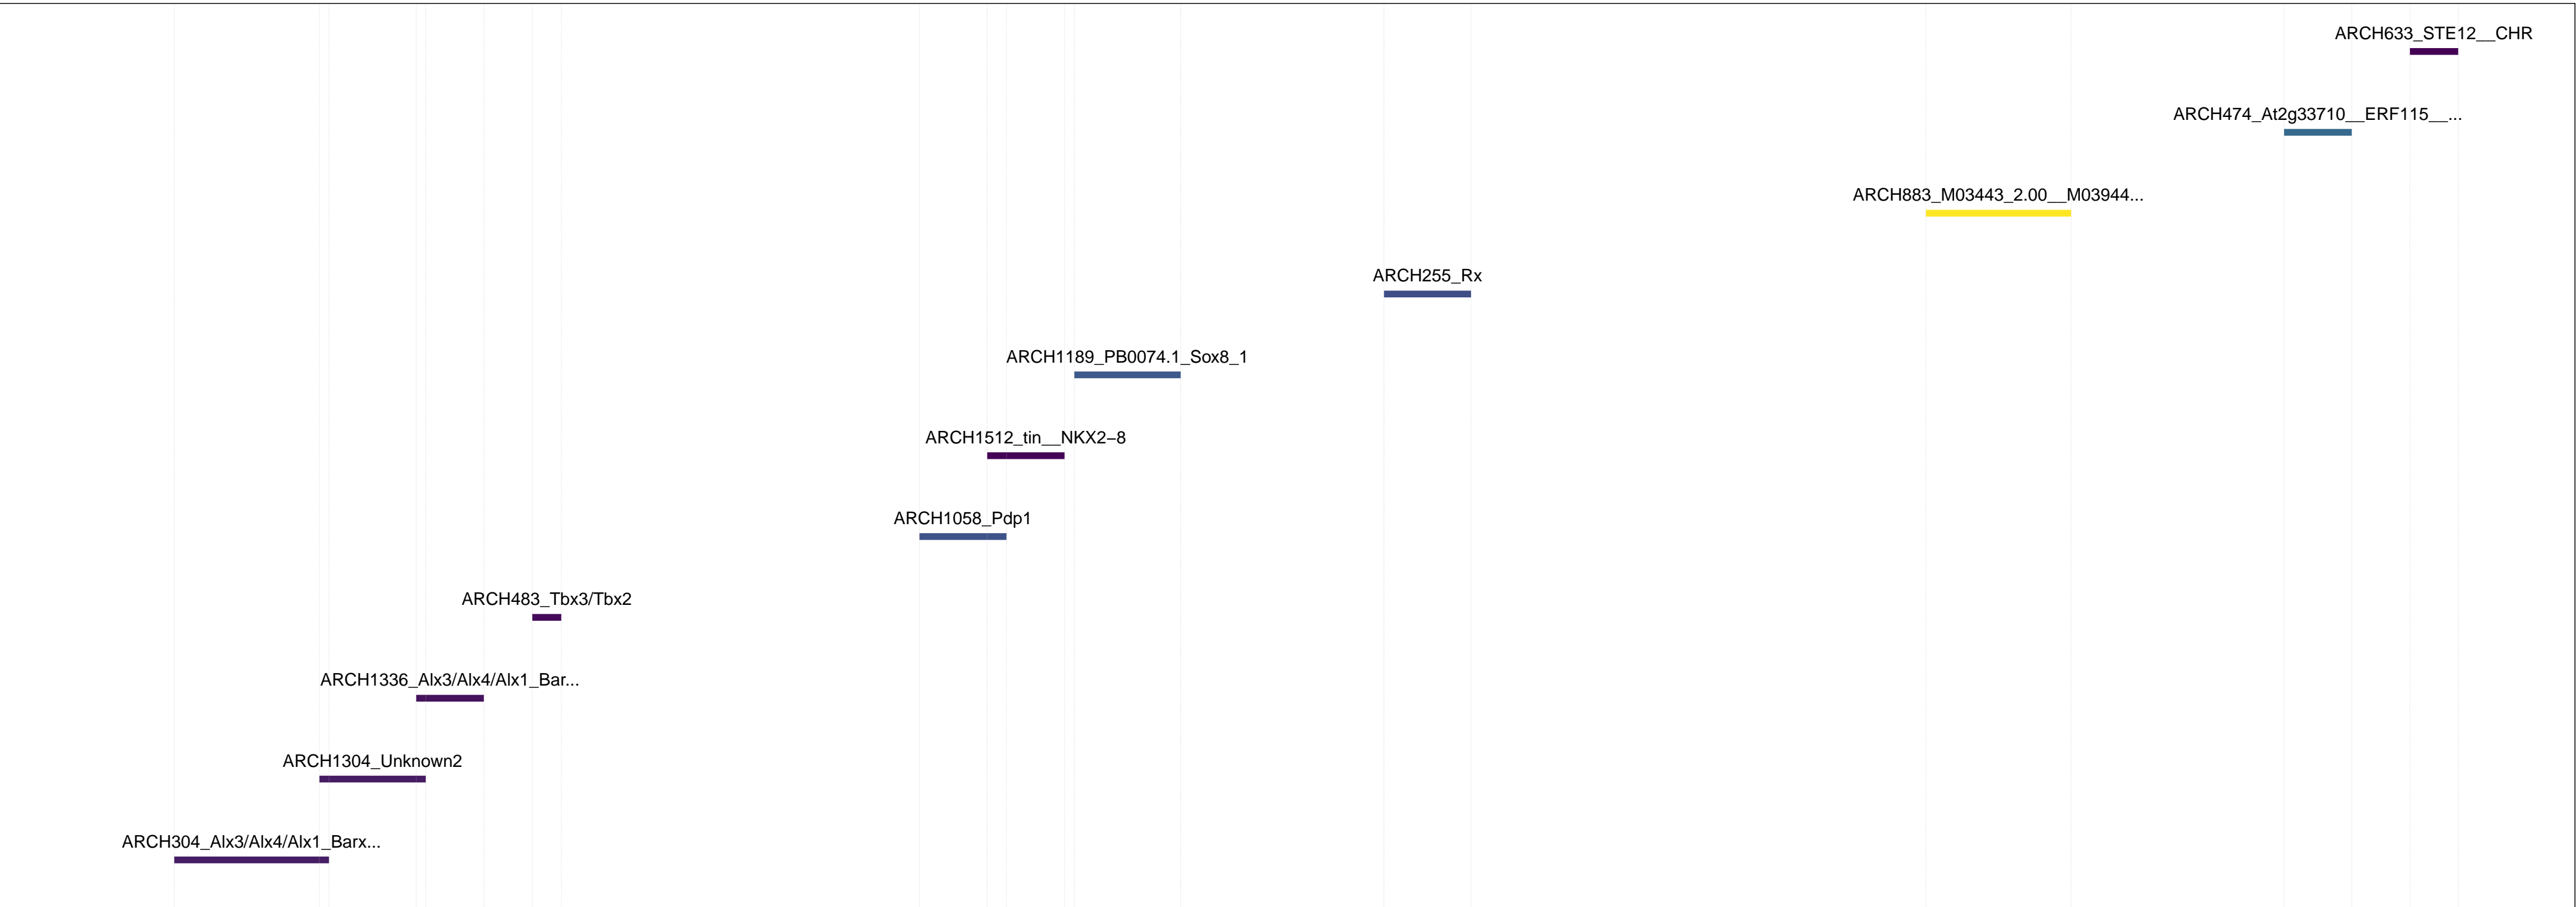 ARCH633_STE12__CHR
ARCH474_At2g33710__ERF115__...
ARCH883_M03443_2.00__M03944...
ARCH255_Rx
ARCH1189_PB0074.1_Sox8_1
ARCH1512_tin__NKX2−8
ARCH1058_Pdp1
ARCH483_Tbx3/Tbx2
ARCH1336_Alx3/Alx4/Alx1_Bar...
ARCH1304_Unknown2
ARCH304_Alx3/Alx4/Alx1_Barx...